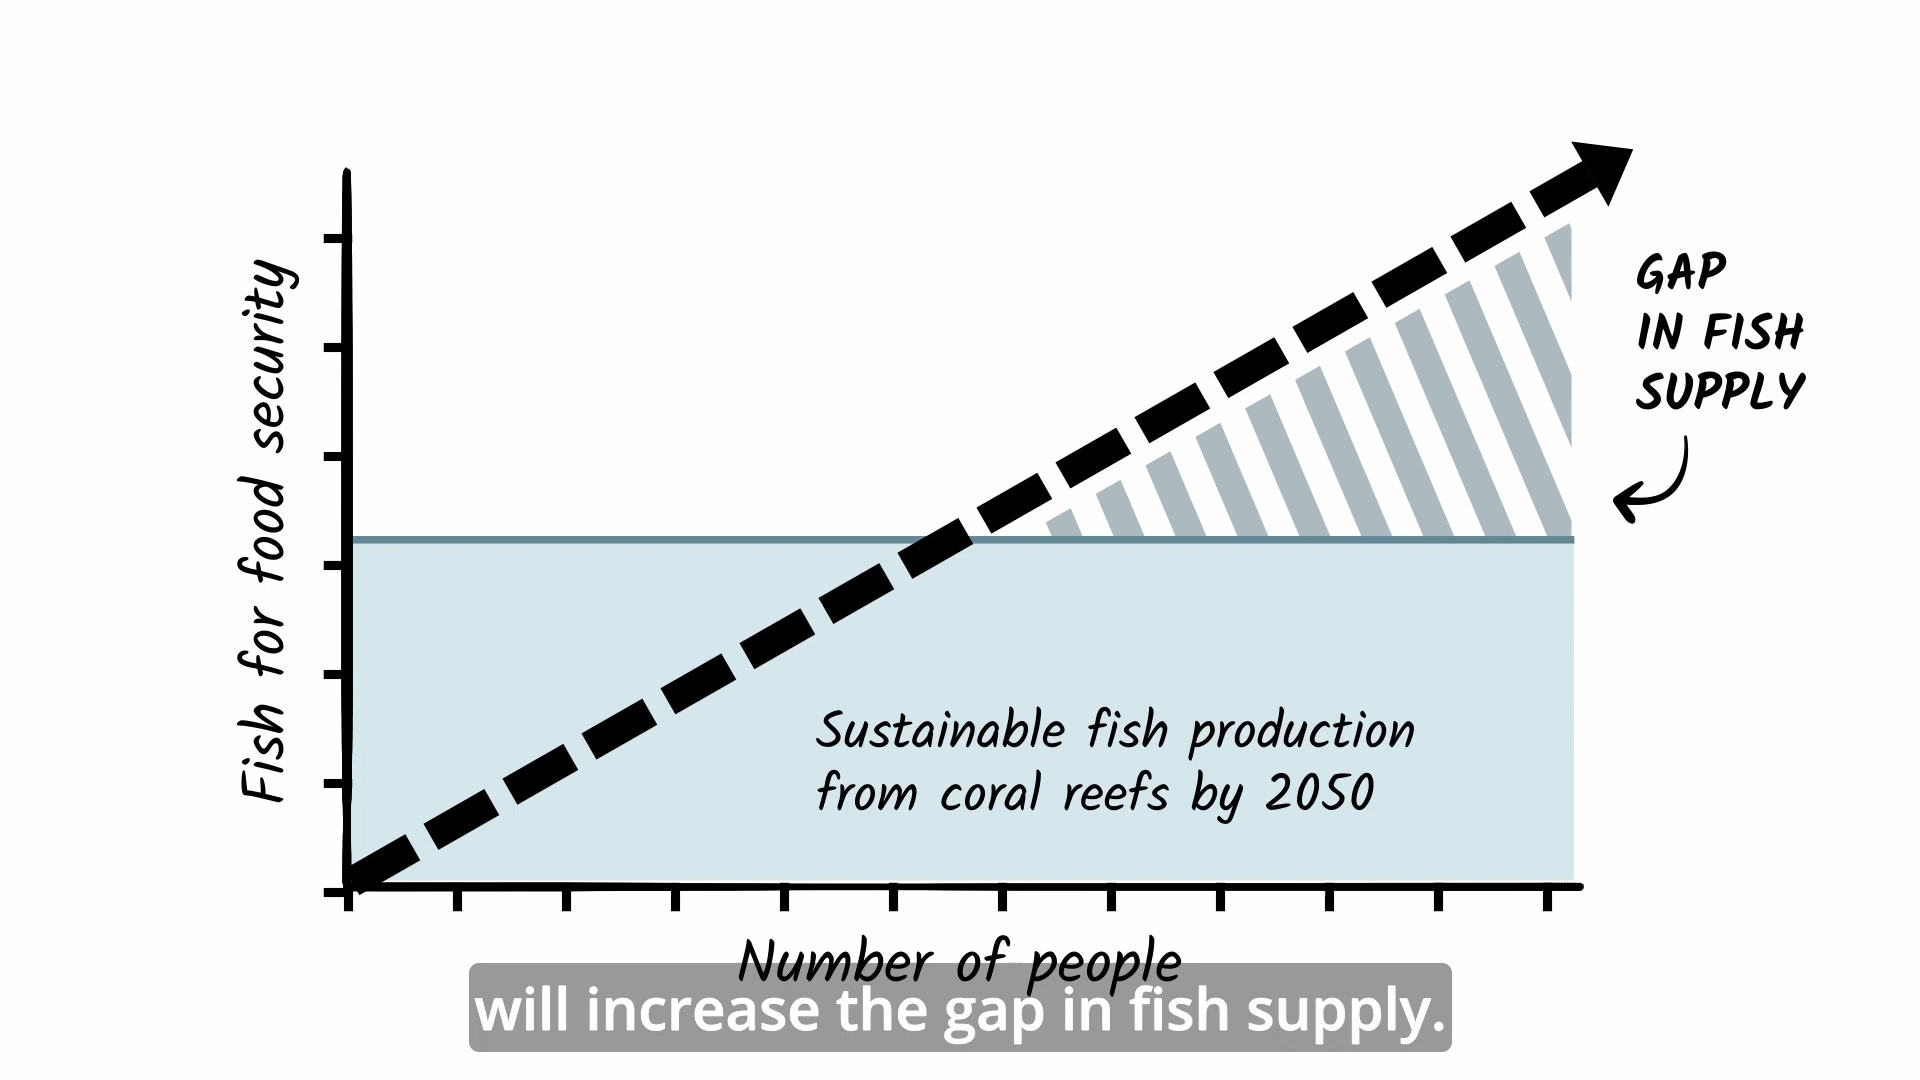 Fish for food security
GAP
IN FISH
SUPPLY
Sustainable fish production
from coral reefs by 2050
Number of people
will increase the gap in fish supply.